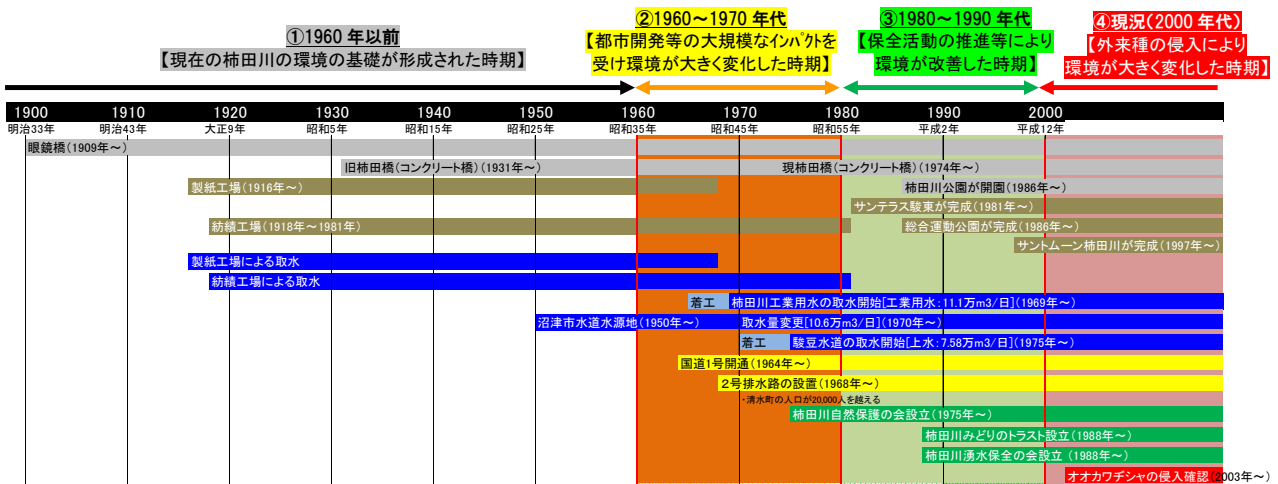 ①1960 年以前
【現在の柿田川の環境の基礎が形成された時期】
②1960～1970 年代
【都市開発等の大規模なインパクトを
受け環境が大きく変化した時期】
③1980～1990 年代
【保全活動の推進等により
環境が改善した時期】
④現況(2000 年代)
【外来種の侵入により
環境が大きく変化した時期】
1900 1910 1920 1930 1940 1950 1960 1970 1980 1990 2000
明治33年 明治43年 大正9年 昭和5年 昭和15年 昭和25年 昭和35年 昭和45年 昭和55年 平成2年 平成12年
眼鏡橋(1909年～)
旧柿田橋(コンクリート橋)(1931年～) 現柿田橋(コンクリート橋)(1974年～)
製紙工場(1916年～) 柿田川公園が開園(1986年～)
サンテラス駿東が完成(1981年～)
紡績工場(1918年～1981年) 総合運動公園が完成(1986年～)
サントムーン柿田川が完成(1997年～)
製紙工場による取水
紡績工場による取水
着工 柿田川工業用水の取水開始[工業用水:11.1万m3/日](1969年～)
沼津市水道水源地(1950年～) 取水量変更[10.6万m3/日](1970年～)
着工 駿豆水道の取水開始[上水:7.58万m3/日](1975年～)
国道1号開通(1964年～)
2号排水路の設置(1968年～)
・清水町の人口が20,000人を越える
柿田川自然保護の会設立(1975年～)
柿田川みどりのトラスト設立(1988年～)
柿田川湧水保全の会設立 (1988年～)
オオカワヂシャの侵入確認(2003年～)